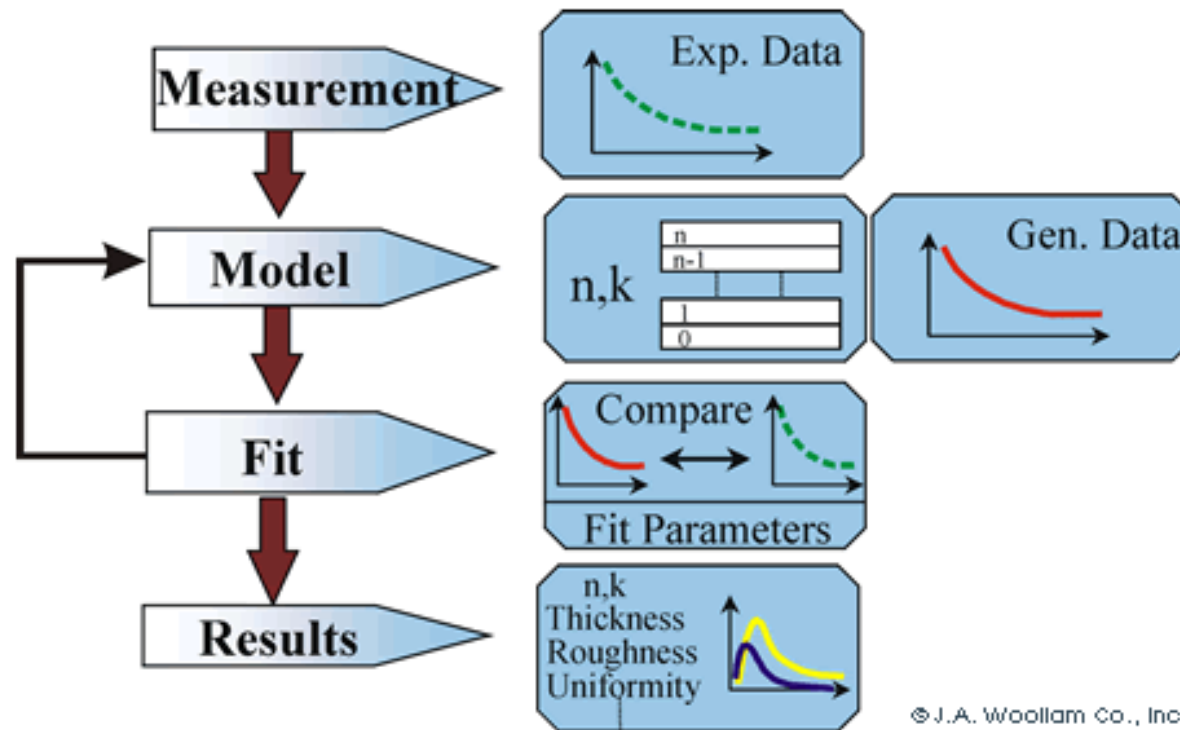 Measurement
Exp. Data
Model
n,k
n
n-1
1
0
Gen. Data
Fit
Compare
Fit Parameters
Results
n,k
Thickness
Roughness
Uniformity
©J.A. Woollam Co., Inc